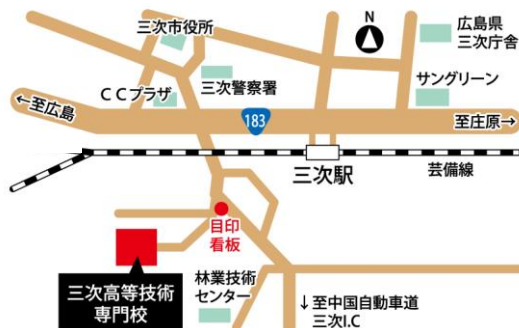 三次市役所
N
広島県
三次庁舎
三次警察署
サングリーン
CCプラザ
←至広島
183
至庄原→
三次駅
芸備線
目印
看板
三次高等技術
専門校
林業技術
センター
↓至中国自動車道
三次I.C